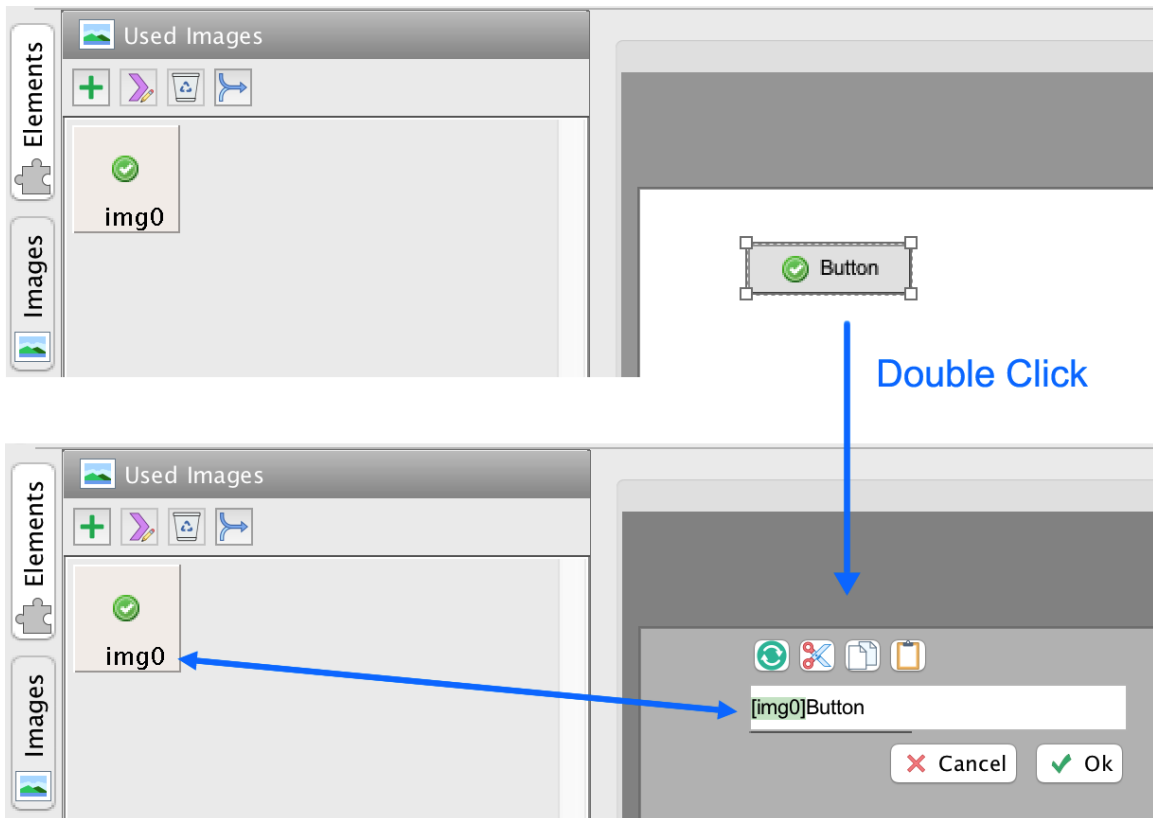 Used Images
Elements
img0
Images
Button
Double Click
Used Images
Elements
img0
Images
[img0]Button
Cancel
Ok